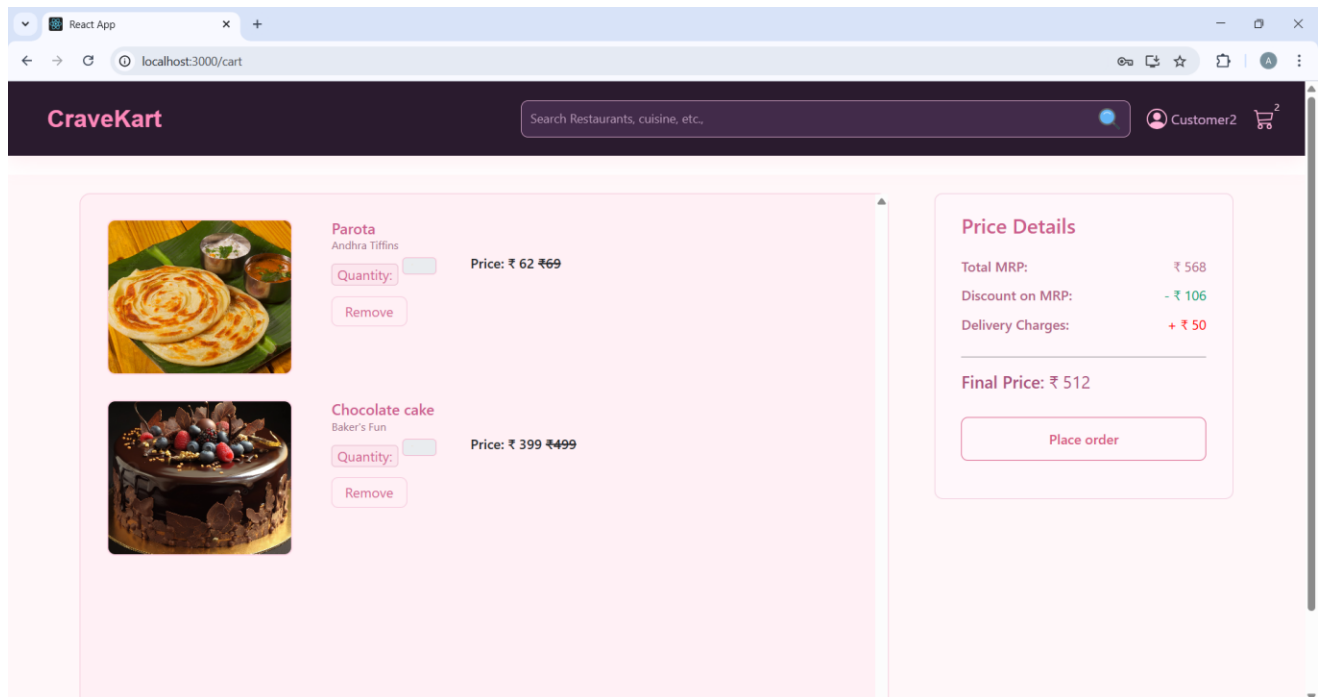 React App
localhost:3000/cart
A
CraveKart
Search Restaurants, cuisine, etc.,
Customer2
2
Parota
Andhra Tiffins
Quantity:
Price: ₹ 62 ₹69
Remove
Chocolate cake
Baker's Fun
Quantity:
Price: ₹ 399 ₹499
Remove
Price Details
Total MRP: ₹ 568
Discount on MRP: - ₹ 106
Delivery Charges: + ₹ 50
Final Price: ₹ 512
Place order